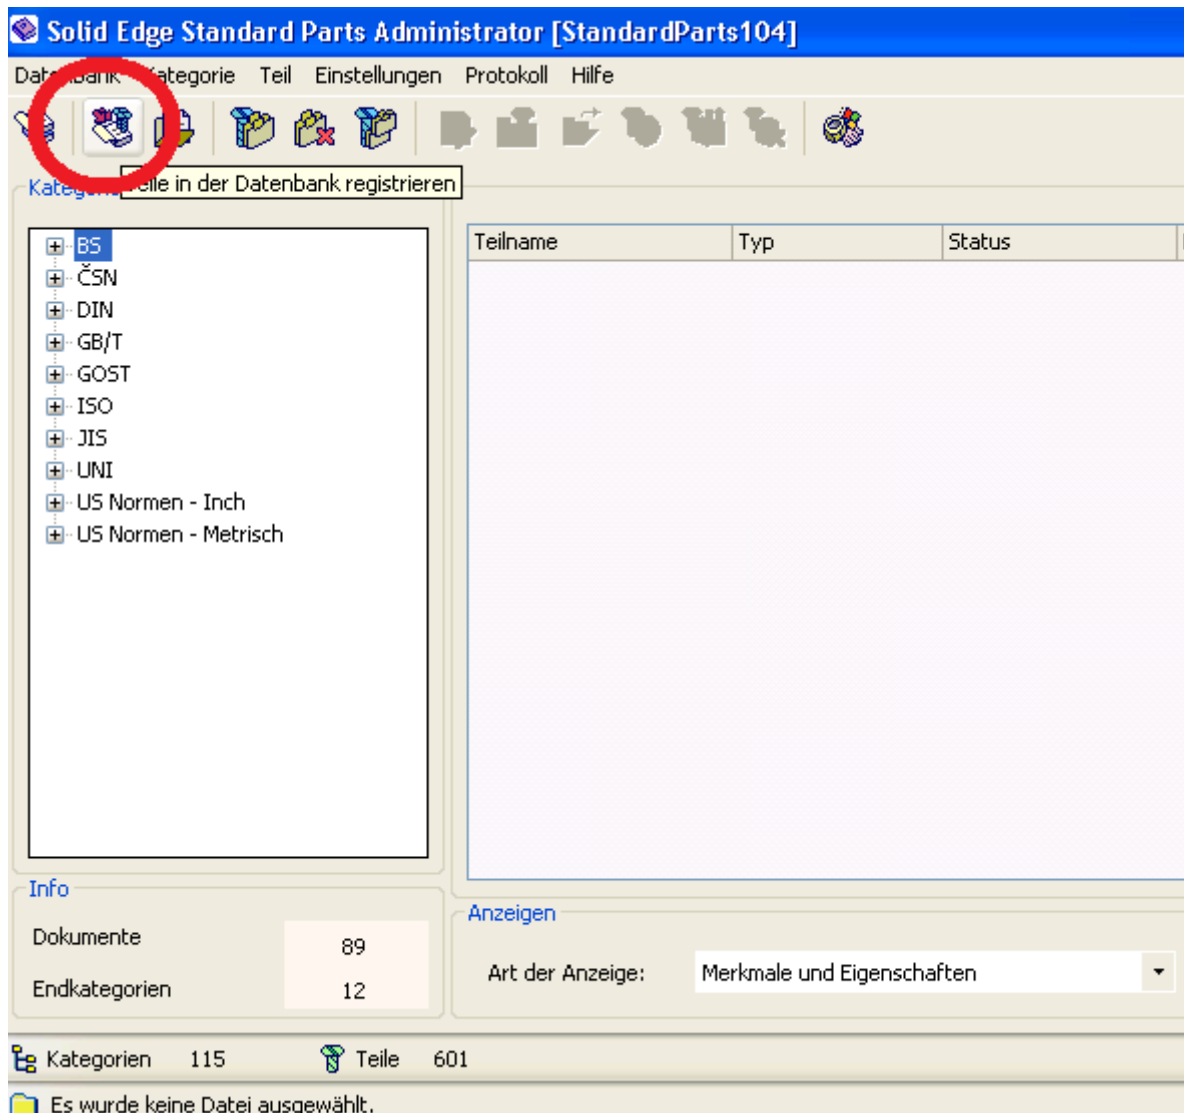 Solid Edge Standard Parts Administrator [StandardParts104]
Datenbank Kategorie Teil Einstellungen Protokoll Hilfe
Teile in der Datenbank registrieren
Teilname Typ Status
BS
ČSN
DIN
GB/T
GOST
ISO
JIS
UNI
US Normen - Inch
US Normen - Metrisch
Info
Dokumente 89
Endkategorien 12
Anzeigen
Art der Anzeige: Merkmale und Eigenschaften
Kategorien 115 Teile 601
Es wurde keine Datei ausgewählt.